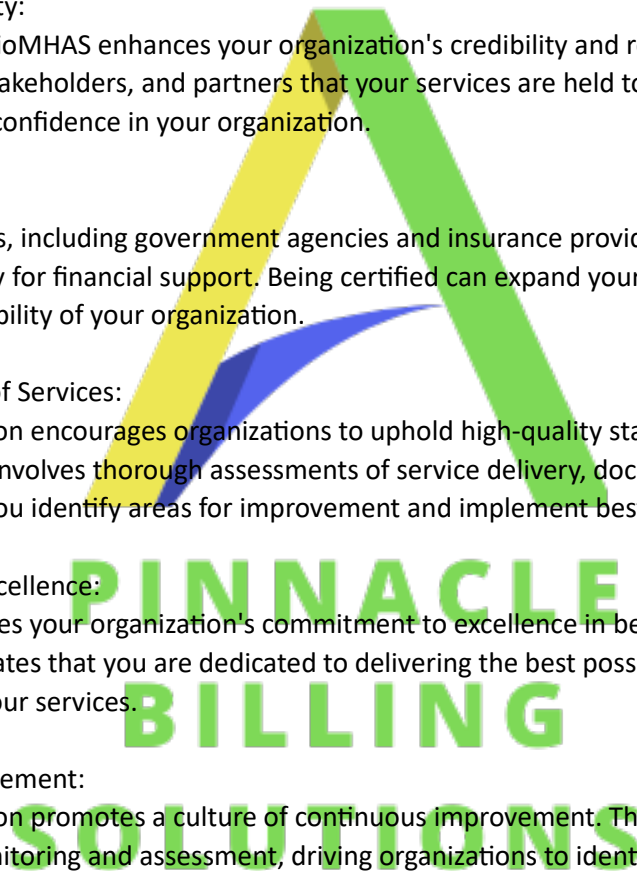 ty:
ioMHAS enhances your organization's credibility and r
akeholders, and partners that your services are held to
confidence in your organization.
s, including government agencies and insurance provid
y for financial support. Being certified can expand your
bility of your organization.
of Services:
on encourages organizations to uphold high-quality sta
nvolves thorough assessments of service delivery, doc
ou identify areas for improvement and implement best
PINNACLE
cellence:
es your organization's commitment to excellence in be
ates that you are dedicated to delivering the best poss
our services.
BILLING
ement:
on promotes a culture of continuous improvement. Th
SOLUTIONS
nitoring and assessment, driving organizations to ident